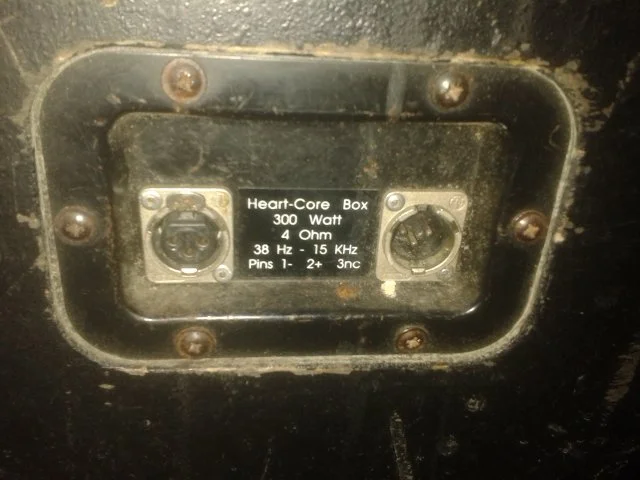 Heart-Core Box
300 Watt
4 Ohm
38 Hz - 15 KHz
Pins 1- 2+ 3nc